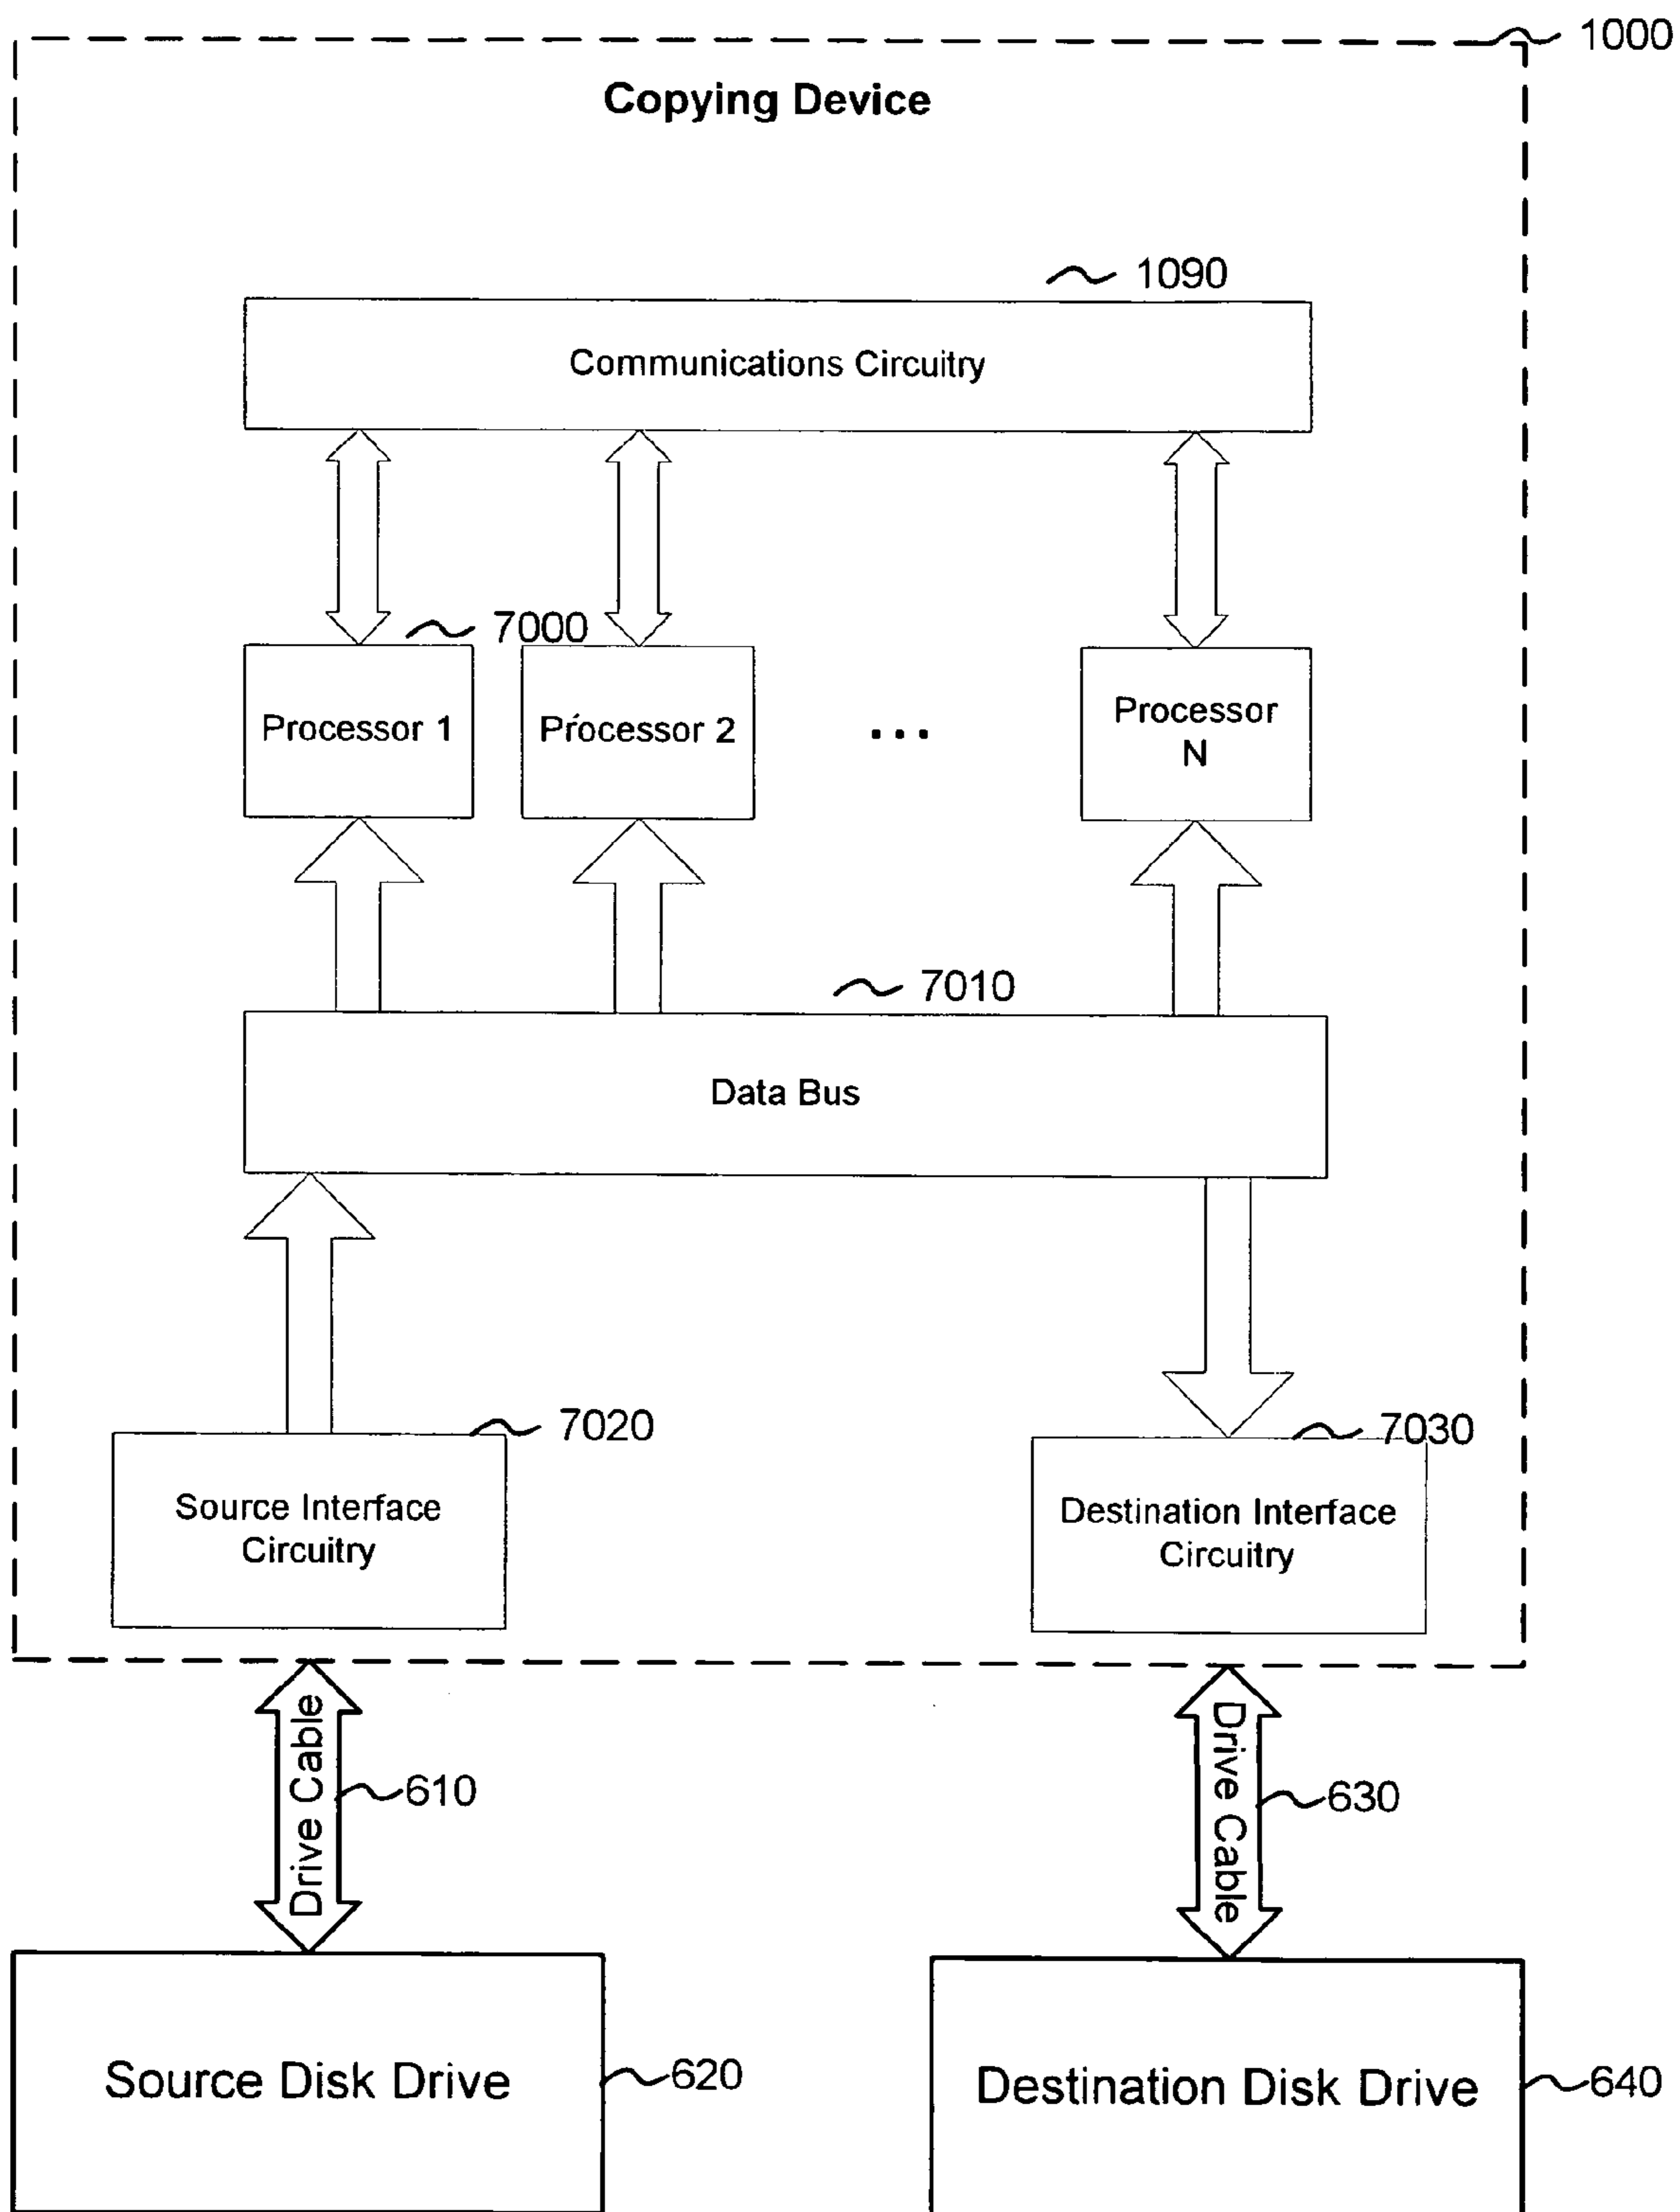 1000
Copying Device
1090
Communications Circuitry
7000
Processor 1
Processor 2
...
Processor
N
7010
Data Bus
7020
7030
Source Interface
Circuitry
Destination Interface
Circuitry
Drive Cable
610
Drive Cable
630
Source Disk Drive
620
Destination Disk Drive
640